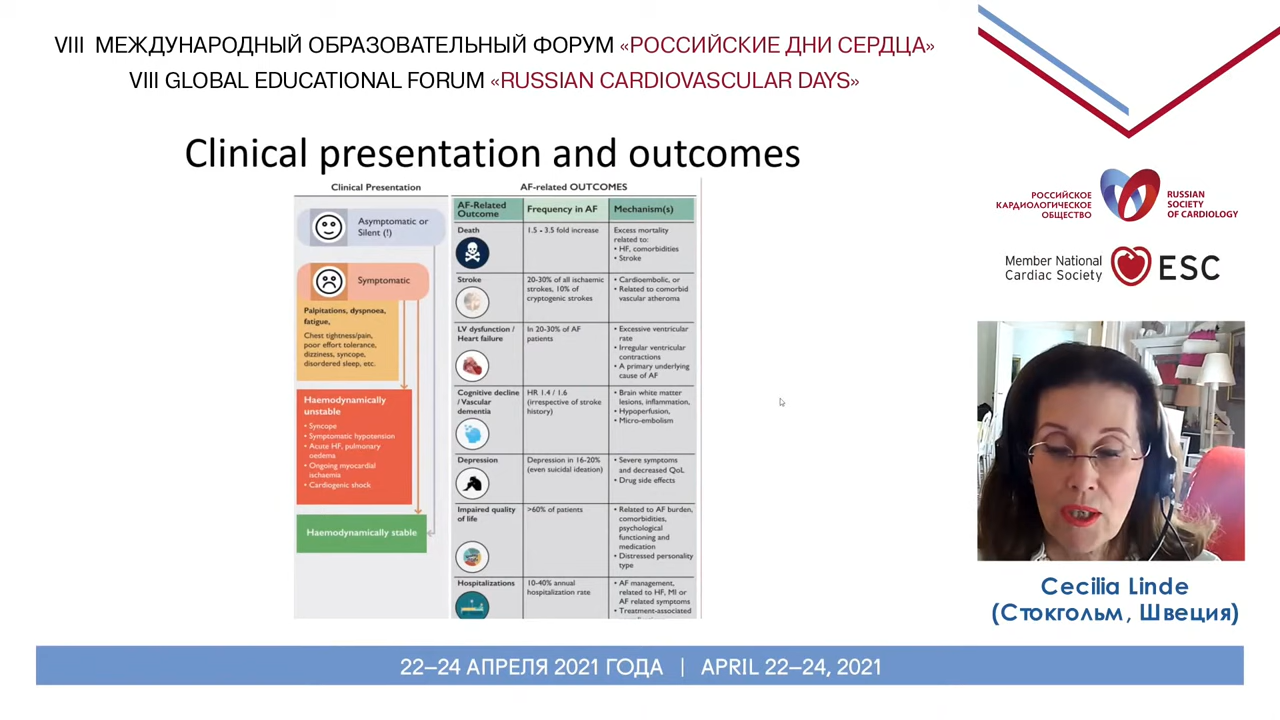 VIII МЕЖДУНАРОДНЫЙ ОБРАЗОВАТЕЛЬНЫЙ ФОРУМ «РОССИЙСКИЕ ДНИ СЕРДЦА»
VIII GLOBAL EDUCATIONAL FORUM «RUSSIAN CARDIOVASCULAR DAYS»
Clinical presentation and outcomes
Clinical Presentation
Asymptomatic or
Silent (!)
Symptomatic
Palpitations, dyspnoea,
fatigue,
Chest tightness/pain,
poor effort tolerance,
dizziness, syncope,
disordered sleep, etc.
Haemodynamically
unstable
• Syncope
• Symptomatic hypotension
• Acute HF, pulmonary
oedema
• Ongoing myocardial
ischaemia
• Cardiogenic shock
Haemodynamically stable
AF-related OUTCOMES
AF-Related
Outcome
Frequency in AF
Mechanism(s)
Death
1.5 - 3.5 fold increase
Excess mortality
related to:
• HF, comorbidities
• Stroke
Stroke
20-30% of all ischaemic
strokes, 10% of
cryptogenic strokes
• Cardioembolic, or
• Related to comorbid
vascular atheroma
LV dysfunction /
Heart failure
In 20-30% of AF
patients
• Excessive ventricular
rate
• Irregular ventricular
contractions
• A primary underlying
cause of AF
Cognitive decline
/ Vascular
dementia
HR 1.4 / 1.6
(irrespective of stroke
history)
• Brain white matter
lesions, inflammation,
• Hypoperfusion,
• Micro-embolism
Depression
Depression in 16-20%
(even suicidal ideation)
• Severe symptoms
and decreased QoL
• Drug side effects
Impaired quality
of life
>60% of patients
• Related to AF burden,
comorbidities,
psychological
functioning and
medication
• Distressed personality
type
Hospitalizations
10-40% annual
hospitalization rate
• AF management,
related to HF, MI or
AF related symptoms
• Treatment-associated
РОССИЙСКОЕ
КАРДИОЛОГИЧЕСКОЕ
ОБЩЕСТВО
RUSSIAN
SOCIETY
OF CARDIOLOGY
Member National
Cardiac Society
ESC
Cecilia Linde
(Стокгольм, Швеция)
22–24 АПРЕЛЯ 2021 ГОДА | APRIL 22–24, 2021